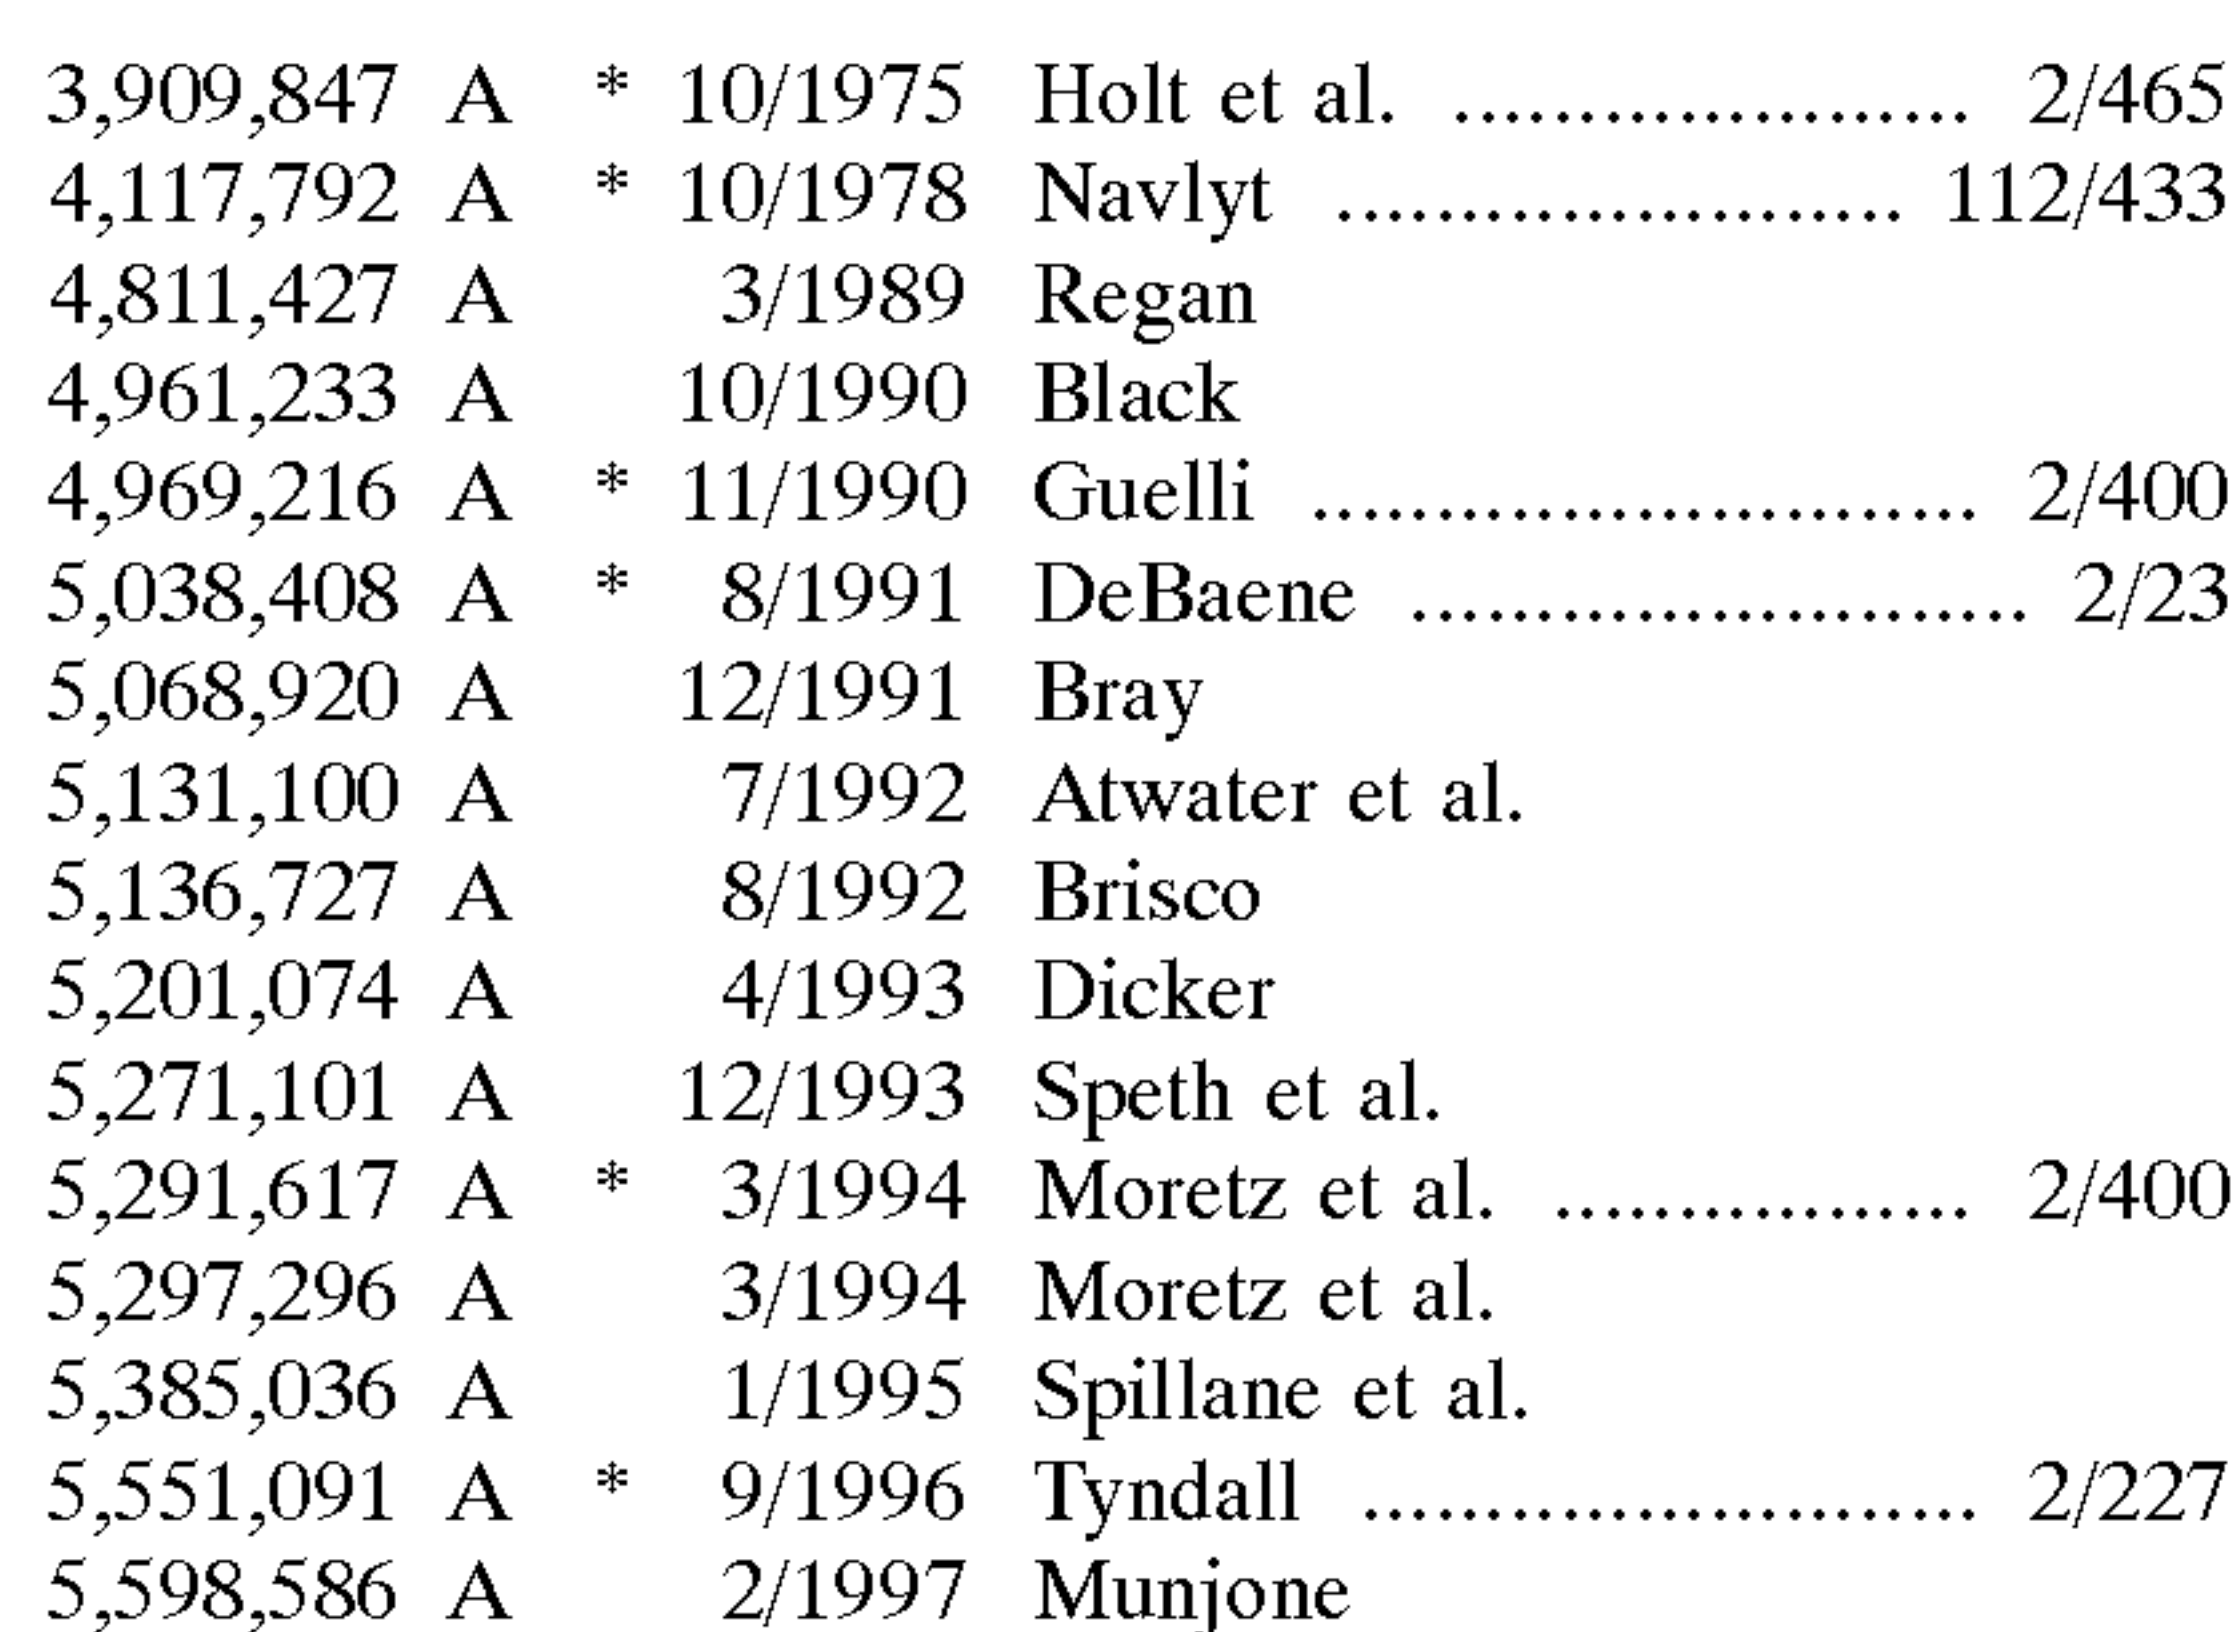 3,909,847 A * 10/1975 Holt et al. ..................... 2/465
4,117,792 A * 10/1978 Navlyt ....................... 112/433
4,811,427 A 3/1989 Regan
4,961,233 A 10/1990 Black
4,969,216 A * 11/1990 Guelli ........................... 2/400
5,038,408 A * 8/1991 DeBaene ......................... 2/23
5,068,920 A 12/1991 Bray
5,131,100 A 7/1992 Atwater et al.
5,136,727 A 8/1992 Brisco
5,201,074 A 4/1993 Dicker
5,271,101 A 12/1993 Speth et al.
5,291,617 A * 3/1994 Moretz et al. ................. 2/400
5,297,296 A 3/1994 Moretz et al.
5,385,036 A 1/1995 Spillane et al.
5,551,091 A * 9/1996 Tyndall ......................... 2/227
5,598,586 A 2/1997 Munjone